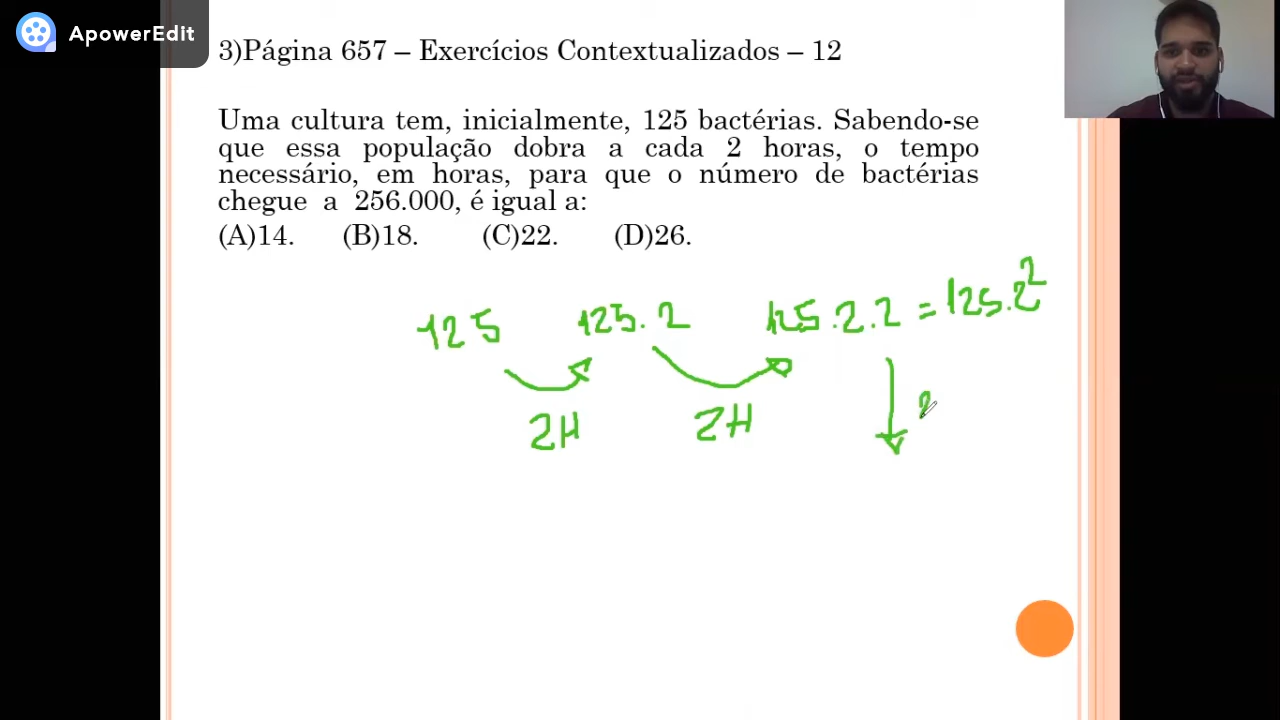 ApowerEdit
3)Página 657 – Exercícios Contextualizados – 12
Uma cultura tem, inicialmente, 125 bactérias. Sabendo-se
que essa população dobra a cada 2 horas, o tempo
necessário, em horas, para que o número de bactérias
chegue a 256.000, é igual a:
(A)14. (B)18. (C)22. (D)26.
125 125.2 125.2.2 = 125.2²
2H 2H